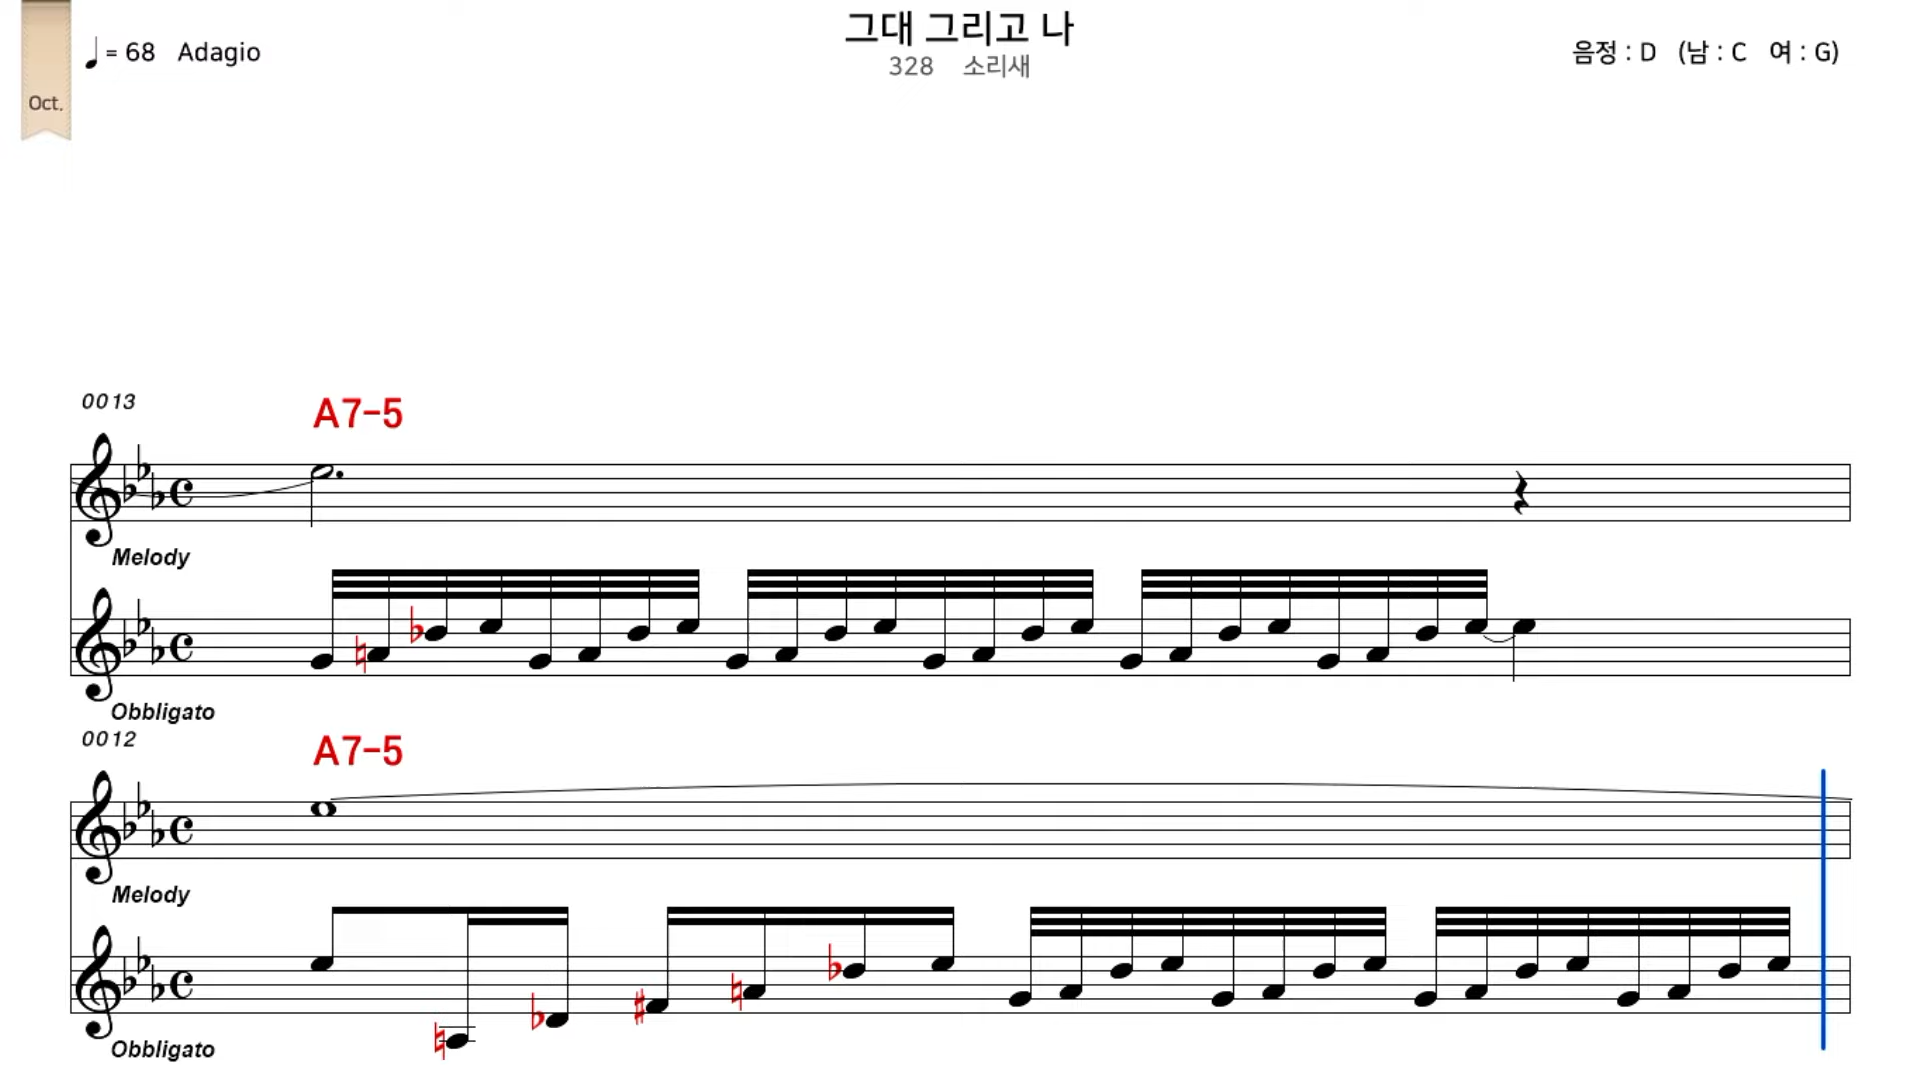 그대 그리고 나
♩= 68 Adagio
328 소리새
음정 : D (남 : C 여 : G)
Oct.
0013
A7-5
Melody
Obbligato
0012
A7-5
Melody
Obbligato